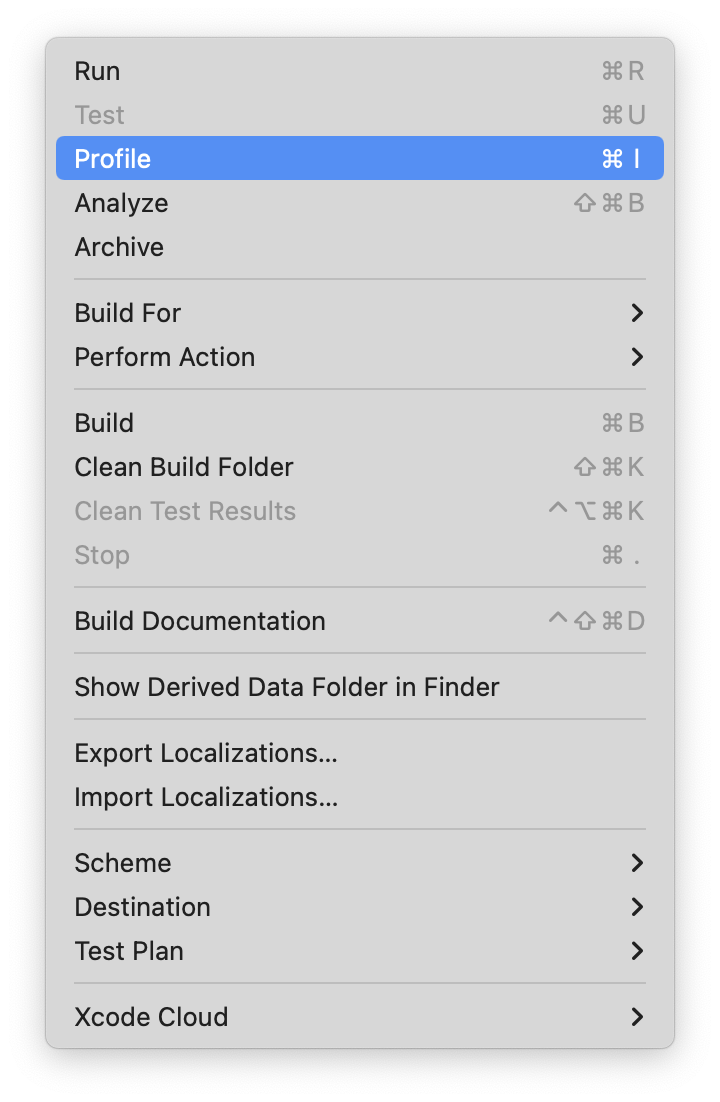 Run ⌘R
Test ⌘U
Profile ⌘I
Analyze ⇧⌘B
Archive
Build For
Perform Action
Build ⌘B
Clean Build Folder ⇧⌘K
Clean Test Results ^⌥⌘K
Stop ⌘.
Build Documentation ^⇧⌘D
Show Derived Data Folder in Finder
Export Localizations...
Import Localizations...
Scheme
Destination
Test Plan
Xcode Cloud